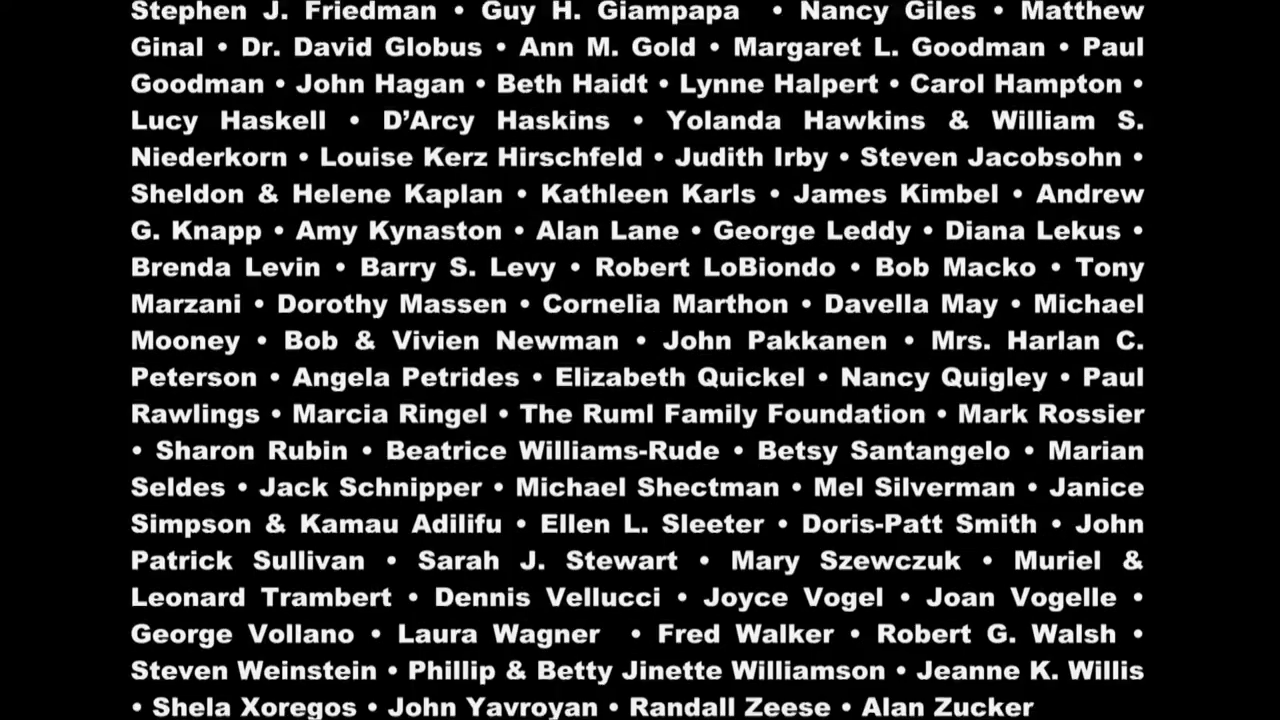 Stephen J. Friedman • Guy H. Giampapa • Nancy Giles • Matthew
Ginal • Dr. David Globus • Ann M. Gold • Margaret L. Goodman • Paul
Goodman • John Hagan • Beth Haidt • Lynne Halpert • Carol Hampton •
Lucy Haskell • D’Arcy Haskins • Yolanda Hawkins & William S.
Niederkorn • Louise Kerz Hirschfeld • Judith Irby • Steven Jacobsohn •
Sheldon & Helene Kaplan • Kathleen Karls • James Kimbel • Andrew
G. Knapp • Amy Kynaston • Alan Lane • George Leddy • Diana Lekus •
Brenda Levin • Barry S. Levy • Robert LoBiondo • Bob Macko • Tony
Marzani • Dorothy Massen • Cornelia Marthon • Davella May • Michael
Mooney • Bob & Vivien Newman • John Pakkanen • Mrs. Harlan C.
Peterson • Angela Petrides • Elizabeth Quickel • Nancy Quigley • Paul
Rawlings • Marcia Ringel • The Ruml Family Foundation • Mark Rossier
• Sharon Rubin • Beatrice Williams-Rude • Betsy Santangelo • Marian
Seldes • Jack Schnipper • Michael Shectman • Mel Silverman • Janice
Simpson & Kamau Adilifu • Ellen L. Sleeter • Doris-Patt Smith • John
Patrick Sullivan • Sarah J. Stewart • Mary Szewczuk • Muriel &
Leonard Trambert • Dennis Vellucci • Joyce Vogel • Joan Vogelle •
George Vollano • Laura Wagner • Fred Walker • Robert G. Walsh •
Steven Weinstein • Phillip & Betty Jinette Williamson • Jeanne K. Willis
• Shela Xoregos • John Yavroyan • Randall Zeese • Alan Zucker